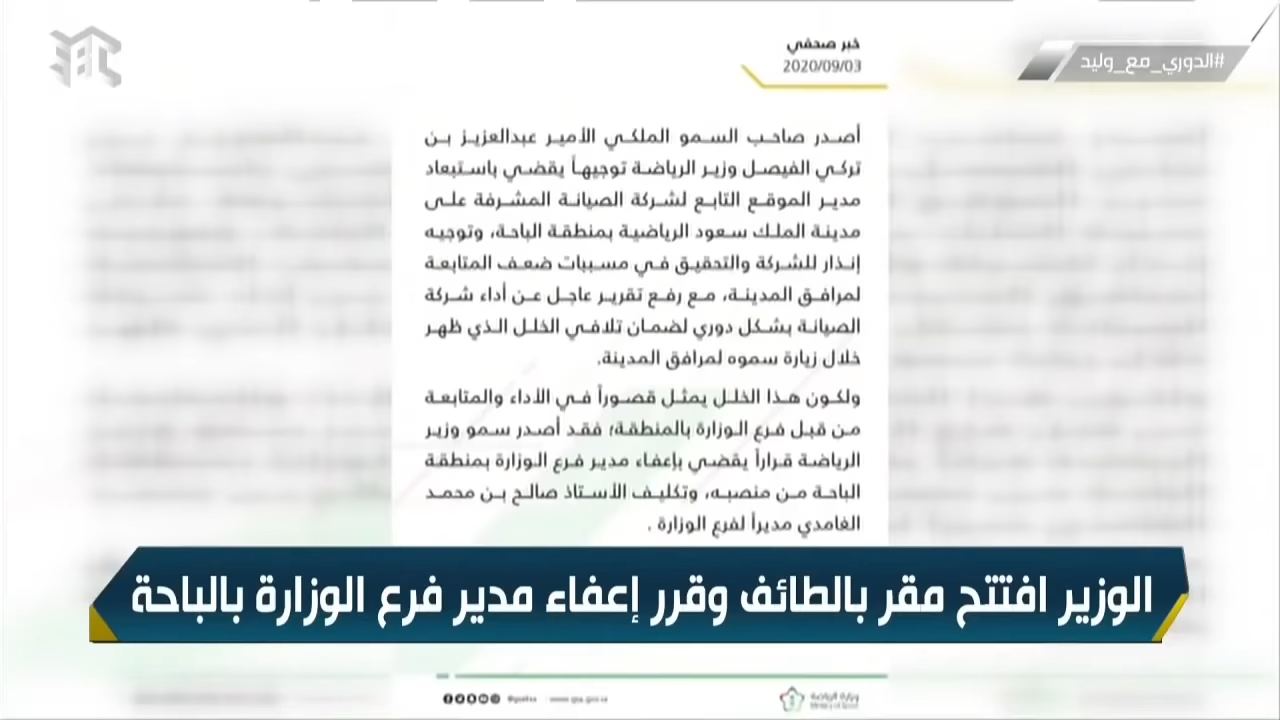 #الدوري_مع_وليد
خبر صحفي
2020/09/03
أصدر صاحب السمو الملكي الأمير عبدالعزيز بن
تركي الفيصل وزير الرياضة توجيهاً يقضي باستبعاد
مدير الموقع التابع لشركة الصيانة المشرفة على
مدينة الملك سعود الرياضية بمنطقة الباحة، وتوجيه
إنذار للشركة والتحقيق في مسببات ضعف المتابعة
لمرافق المدينة، مع رفع تقرير عاجل عن أداء شركة
الصيانة بشكل دوري لضمان تلافي الخلل الذي ظهر
خلال زيارة سموه لمرافق المدينة.
ولكون هذا الخلل يمثل قصوراً في الأداء والمتابعة
من قبل فرع الوزارة بالمنطقة؛ فقد أصدر سمو وزير
الرياضة قراراً يقضي بإعفاء مدير فرع الوزارة بمنطقة
الباحة من منصبه، وتكليف الأستاذ صالح بن محمد
الغامدي مديراً لفرع الوزارة .
الوزير افتتح مقر بالطائف وقرر إعفاء مدير فرع الوزارة بالباحة
وزارة الرياضة
Ministry of Sport